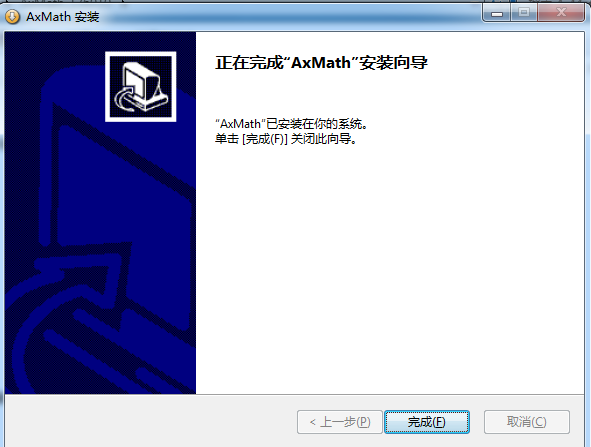 AxMath 安装
正在完成“AxMath”安装向导
“AxMath”已安装在你的系统。
单击 [完成(F)] 关闭此向导。
< 上一步(P)
完成(F)
取消(C)